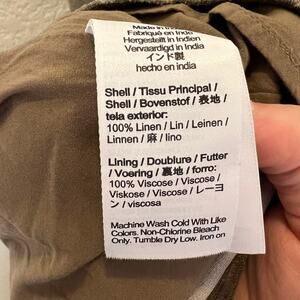 Made in India
Fabriqué en Inde
Hergestellt in Indien
Vervaardigd in India
インド製
hecho en india
Shell / Tissu Principal /
Shell / Bovenstof / 表地 /
tela exterior:
100% Linen / Lin / Leinen /
Linnen / 麻 / lino
Lining / Doublure / Futter
/ Voering / 裏地 / forro:
100% Viscose / Viscose /
Viskose / Viscose / レーヨ
ン / viscosa
Machine Wash Cold With Like
Colors. Non-Chlorine Bleach
Only. Tumble Dry Low. Iron on